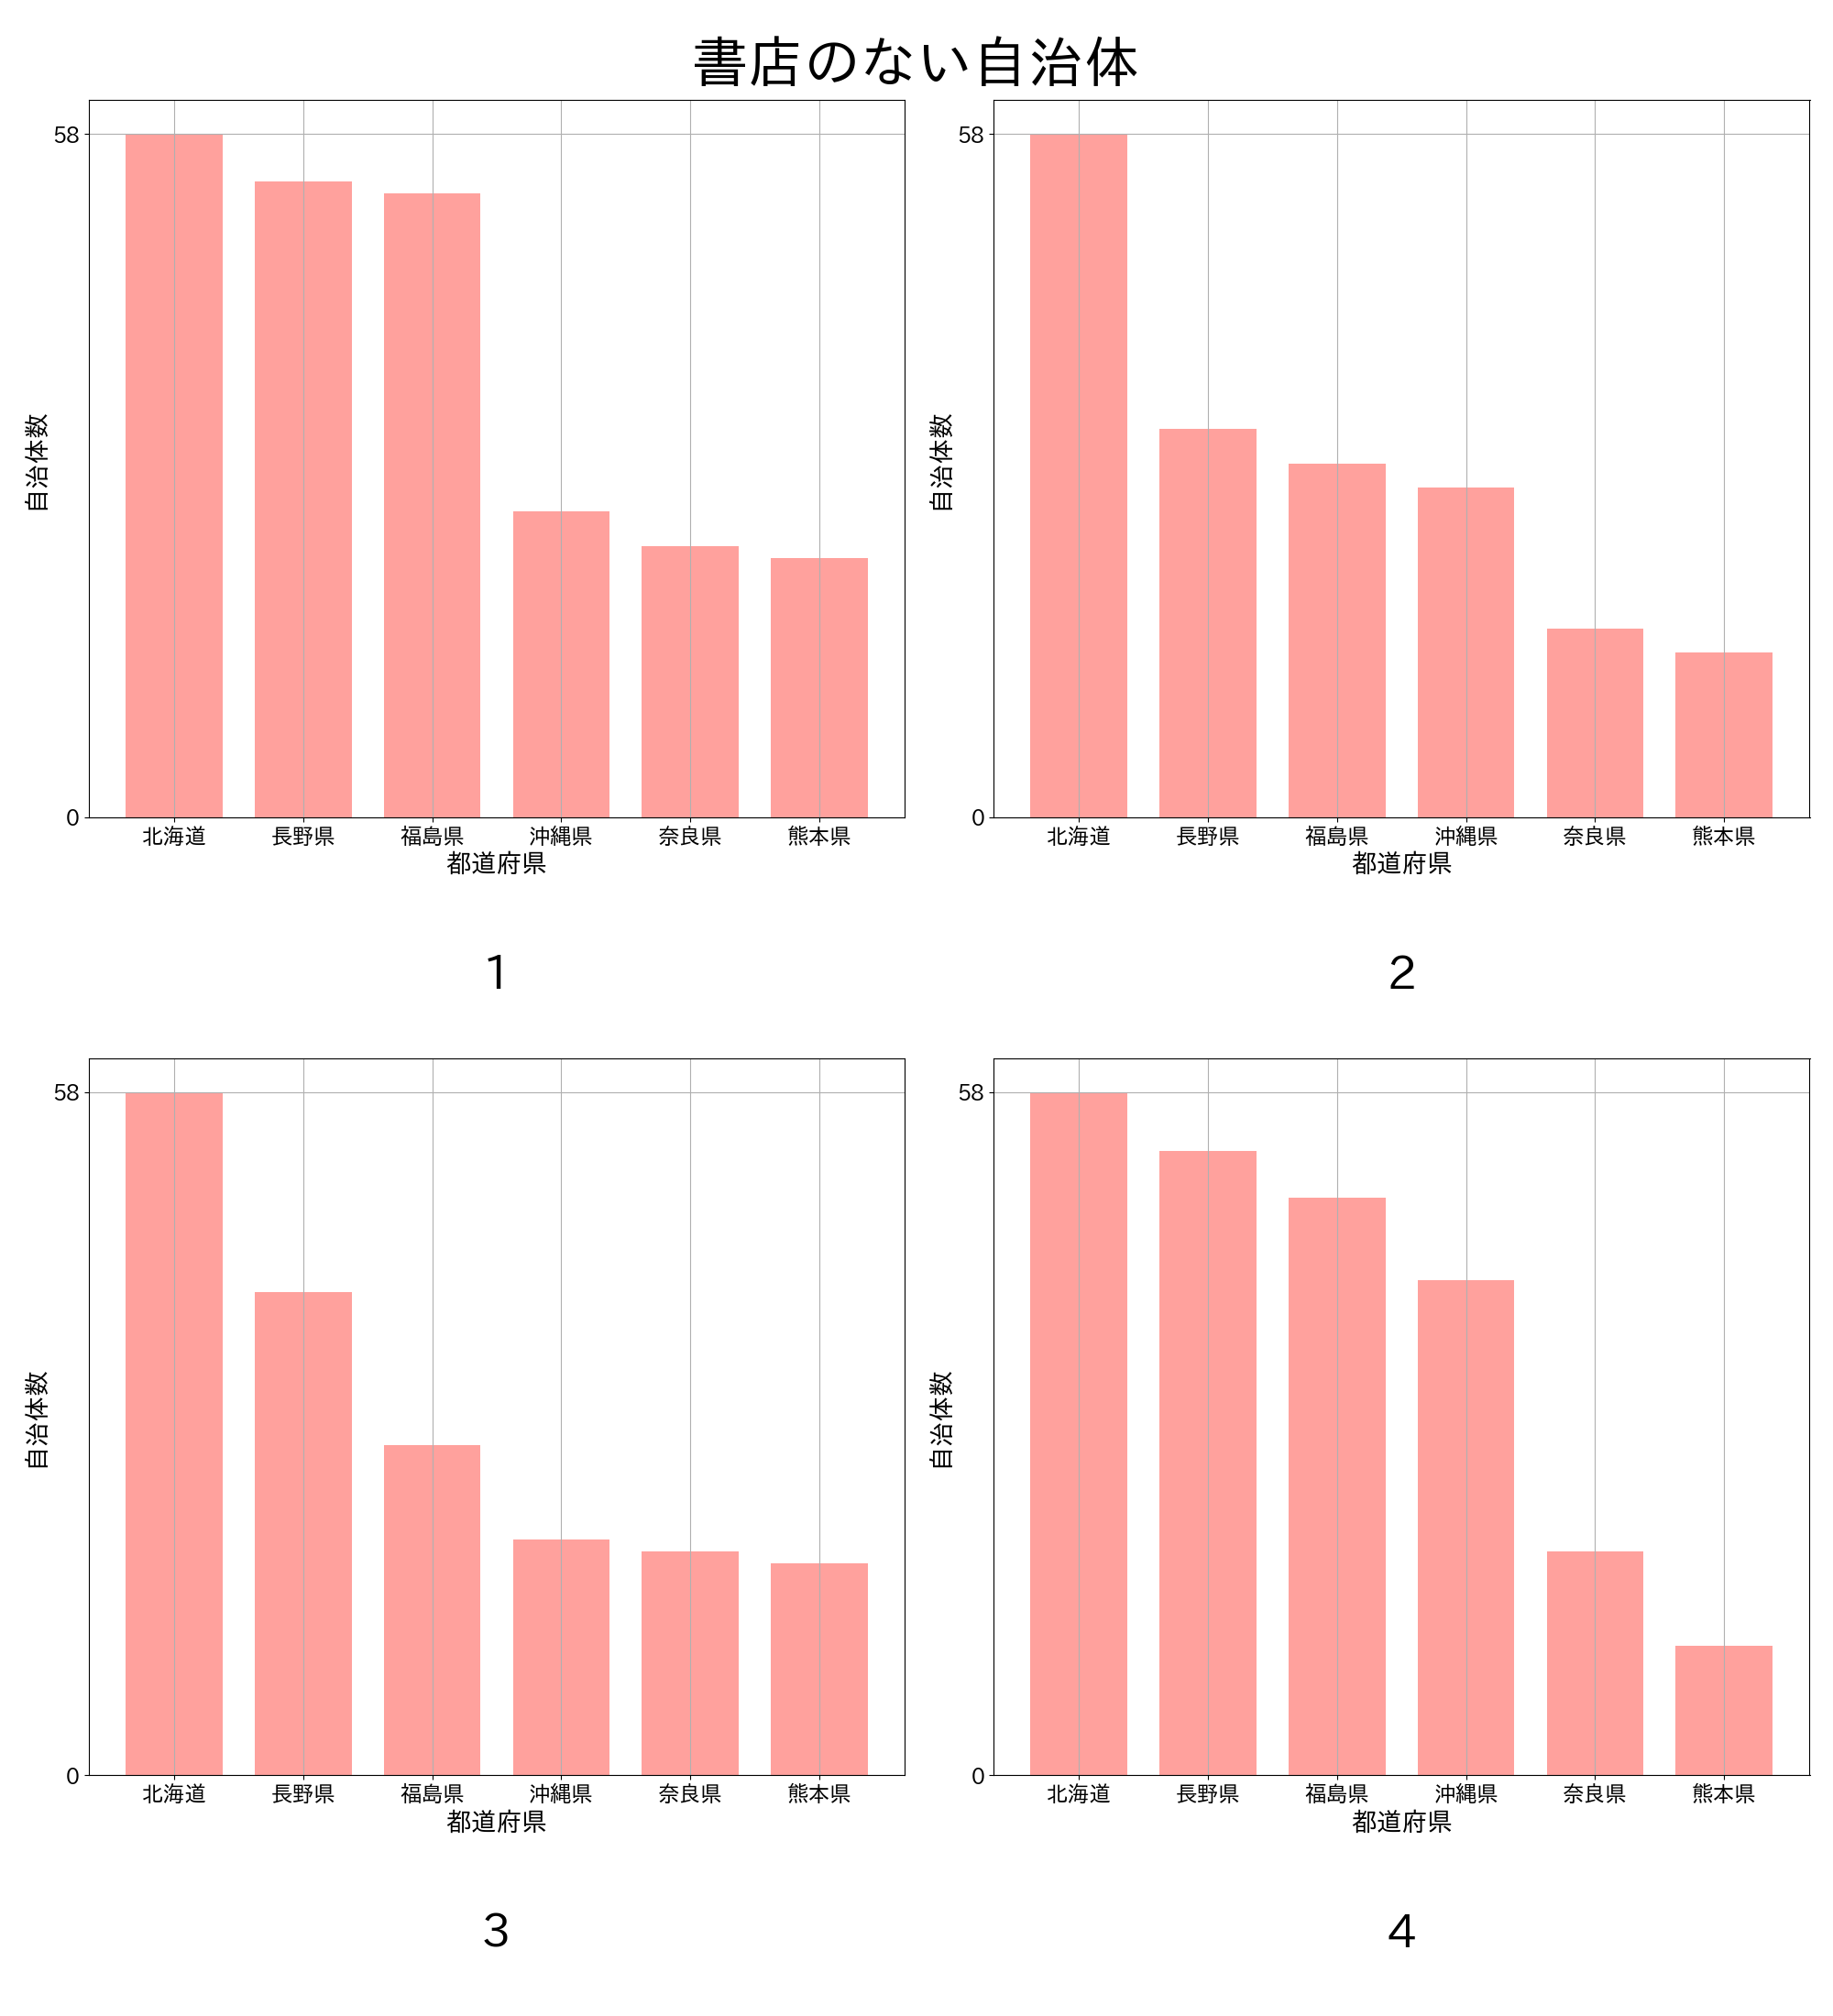 書店のない自治体
58
0
自治体数
北海道 長野県 福島県 沖縄県 奈良県 熊本県
都道府県
1
58
0
自治体数
北海道 長野県 福島県 沖縄県 奈良県 熊本県
都道府県
2
58
0
自治体数
北海道 長野県 福島県 沖縄県 奈良県 熊本県
都道府県
3
58
0
自治体数
北海道 長野県 福島県 沖縄県 奈良県 熊本県
都道府県
4